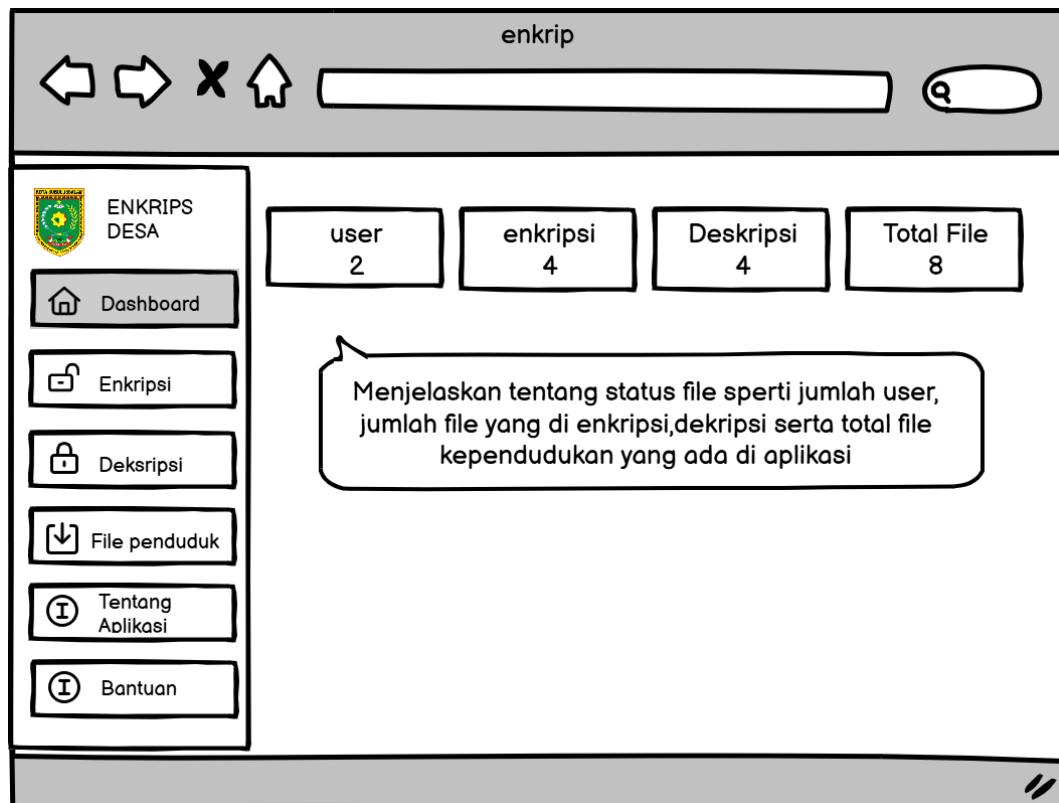 enkrip
ENKRIPS
DESA
Dashboard
Enkripsi
Deksripsi
File penduduk
Tentang
Aplikasi
Bantuan
user
2
enkripsi
4
Deskripsi
4
Total File
8
Menjelaskan tentang status file sperti jumlah user,
jumlah file yang di enkripsi,dekripsi serta total file
kependudukan yang ada di aplikasi